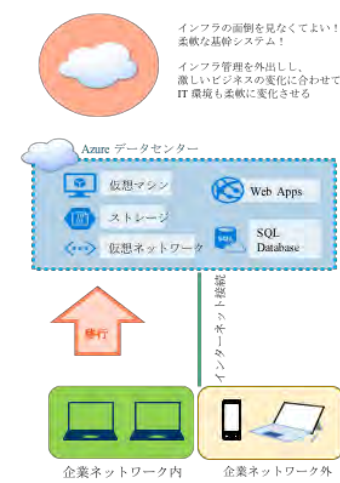 インフラの面倒を見なくてよい！
柔軟な基幹システム！
インフラ管理を外出しし、
激しいビジネスの変化に合わせて
IT 環境も柔軟に変化させる
Azure データセンター
仮想マシン
Web Apps
ストレージ
SQL
SQL
Database
仮想ネットワーク
インターネット接続
移行
企業ネットワーク内
企業ネットワーク外